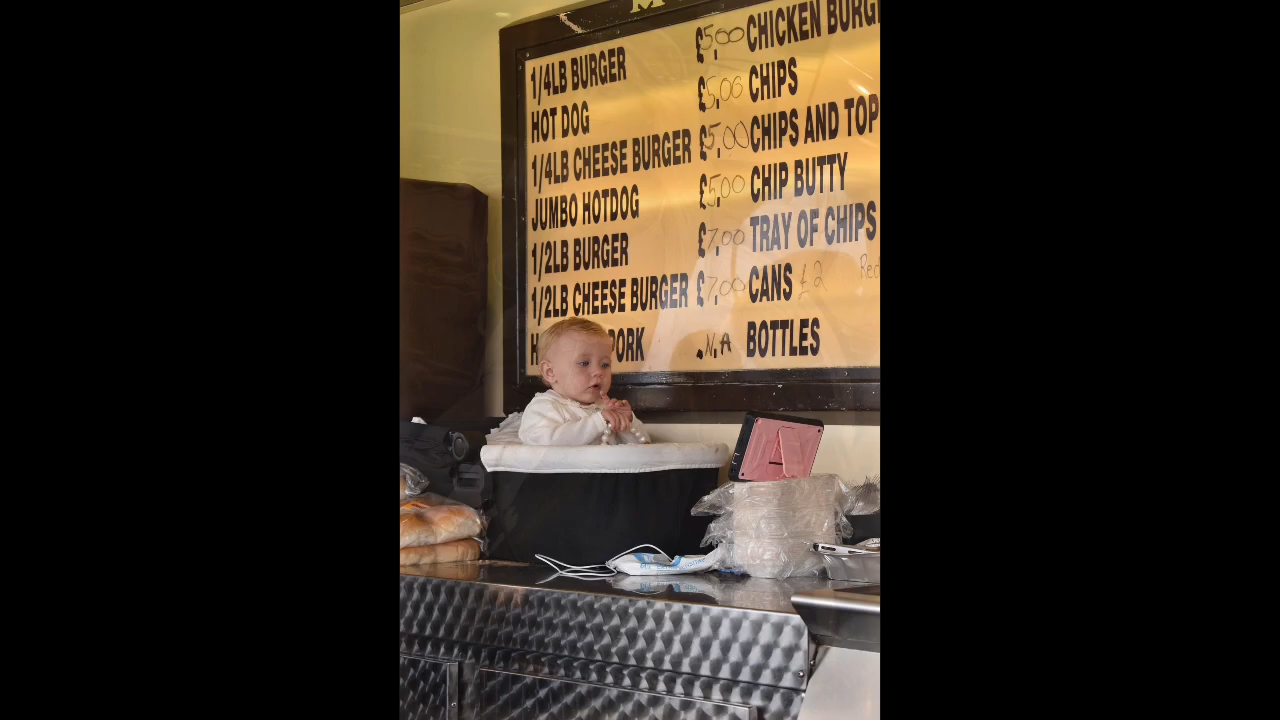 M
1/4LB BURGER £5.00 CHICKEN BURG
HOT DOG £5.00 CHIPS
1/4LB CHEESE BURGER £5.00 CHIPS AND TOP
JUMBO HOTDOG £5.00 CHIP BUTTY
1/2LB BURGER £7.00 TRAY OF CHIPS
1/2LB CHEESE BURGER £7.00 CANS £2 Red
H PORK .N.A BOTTLES